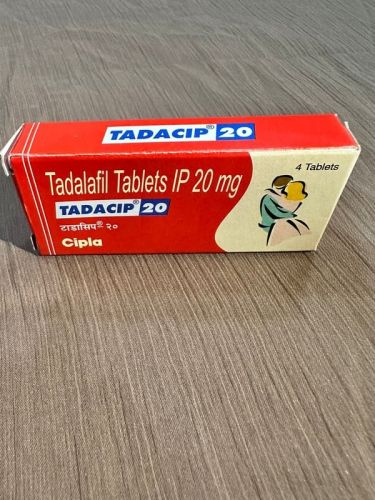 TADACIP® 20
4 Tablets
Tadalafil Tablets IP 20 mg
TADACIP® 20
टाडासिप® २०
Cipla